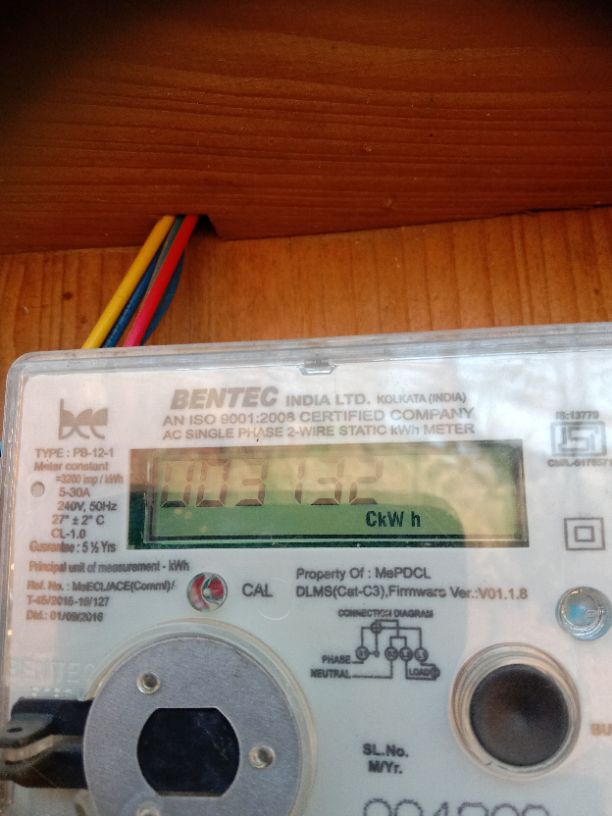 BENTEC INDIA LTD. KOLKATA (INDIA)
AN ISO 9001:2008 CERTIFIED COMPANY
AC SINGLE PHASE 2-WIRE STATIC kWh METER
IS:13779
bee
TYPE : PB-12-1
Meter constant
=3200 imp / kWh
5-30A
240V, 50Hz
27° ± 2° C
CL-1.0
Guarantee : 5 ½ Yrs
003132
CkW h
Principal unit of measurement - kWh
Ref. No. : MeECL/ACE(Comml)/
T-45/2015-16/127
Dtd.: 01/09/2016
CAL
Property Of : MePDCL
DLMS(Cat-C3),Firmware Ver.:V01.1.8
CONNECTION DIAGRAM
PHASE
NEUTRAL
LOAD
SL.No.
M/Yr.